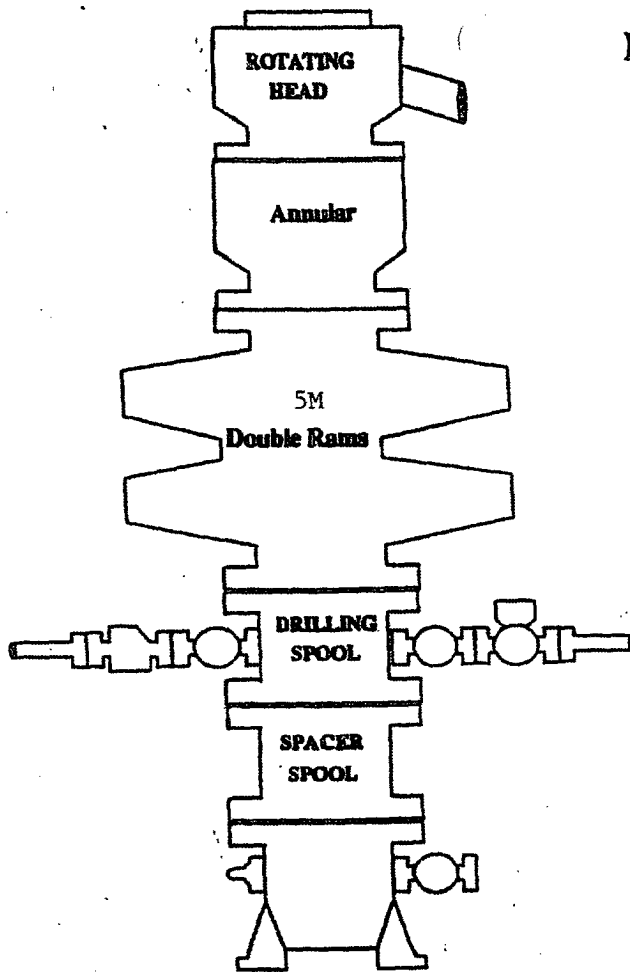 ROTATING
HEAD
Annular
5M
Double Rams
DRILLING
SPOOL
SPACER
SPOOL